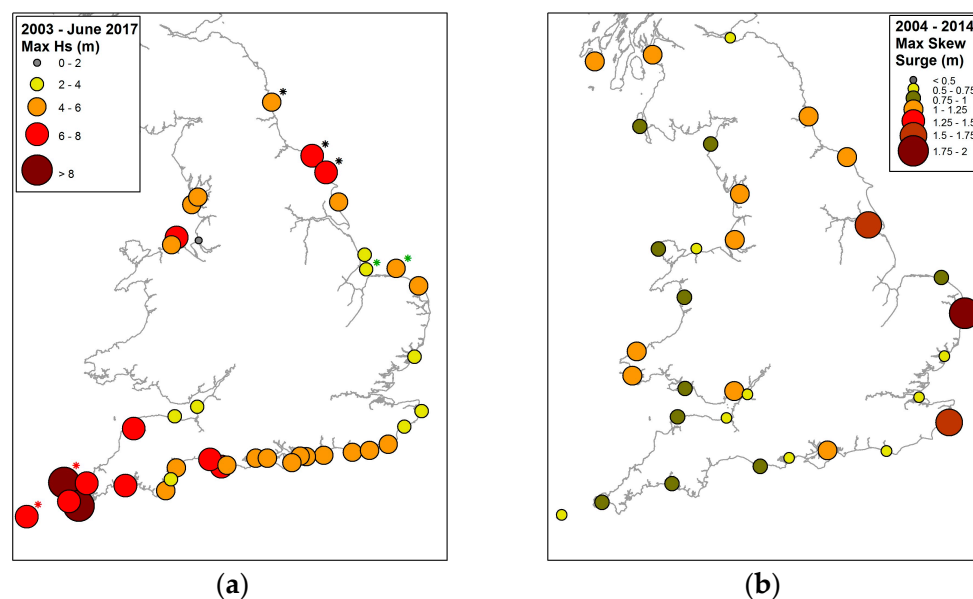 2003 - June 2017
Max Hs (m)
0 - 2
2 - 4
4 - 6
6 - 8
> 8
*
*
*
*
*
*
*
(a)
2004 - 2014
Max Skew
Surge (m)
< 0.5
0.5 - 0.75
0.75 - 1
1 - 1.25
1.25 - 1.5
1.5 - 1.75
1.75 - 2
(b)